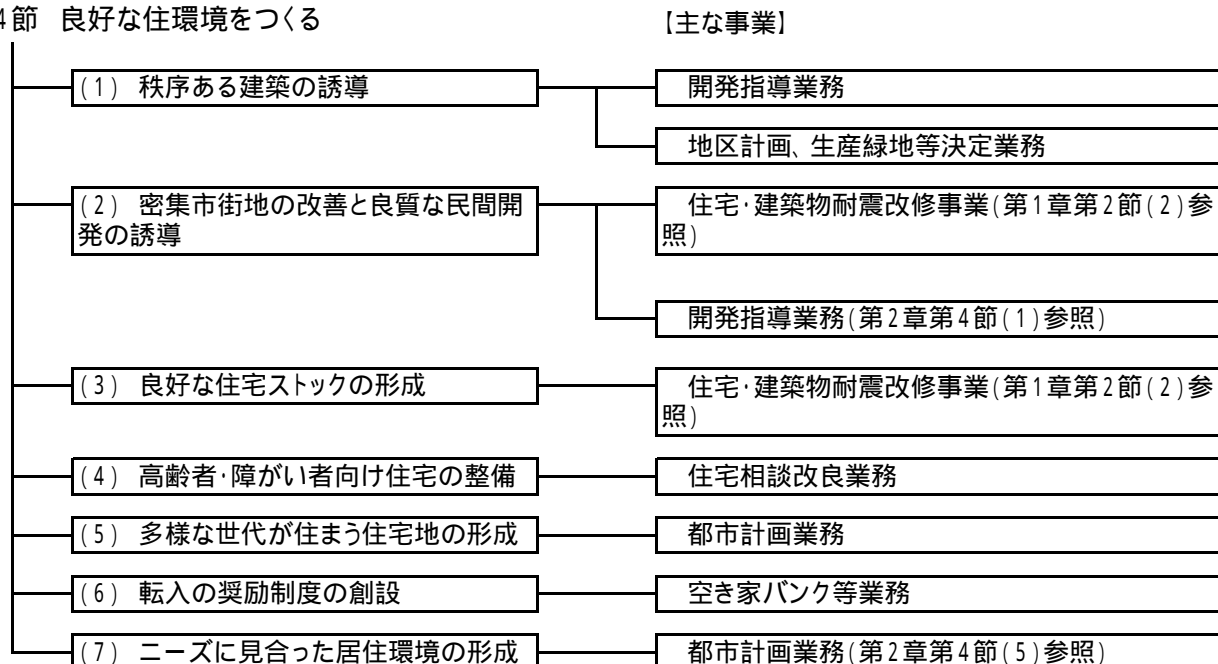 4節 良好な住環境をつくる
【主な事業】
(1) 秩序ある建築の誘導
開発指導業務
地区計画、生産緑地等決定業務
(2) 密集市街地の改善と良質な民間開
発の誘導
住宅・建築物耐震改修事業(第1章第2節(2)参
照)
開発指導業務(第2章第4節(1)参照)
(3) 良好な住宅ストックの形成
住宅・建築物耐震改修事業(第1章第2節(2)参
照)
(4) 高齢者・障がい者向け住宅の整備
住宅相談改良業務
(5) 多様な世代が住まう住宅地の形成
都市計画業務
(6) 転入の奨励制度の創設
空き家バンク等業務
(7) ニーズに見合った居住環境の形成
都市計画業務(第2章第4節(5)参照)